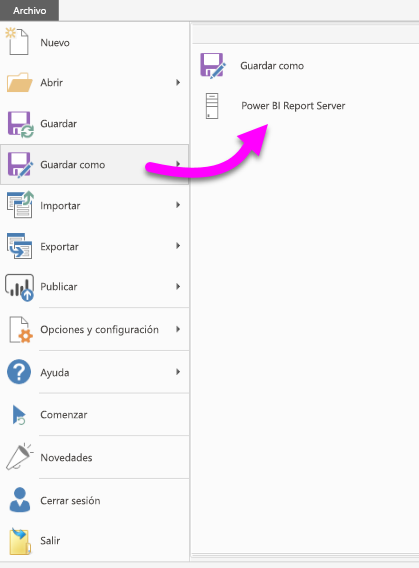 Archivo
Nuevo
Abrir
Guardar
Guardar como
Importar
Exportar
Publicar
Opciones y configuración
Ayuda
Comenzar
Novedades
Cerrar sesión
Salir
Guardar como
Power BI Report Server